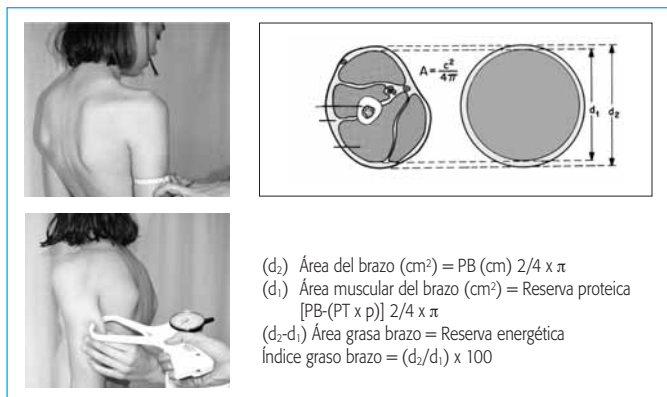 A = c²/4π
d₁
d₂
(d₂) Área del brazo (cm²) = PB (cm) 2/4 x π
(d₁) Área muscular del brazo (cm²) = Reserva proteica
[PB-(PT x p)] 2/4 x π
(d₂-d₁) Área grasa brazo = Reserva energética
Índice graso brazo = (d₂/d₁) x 100